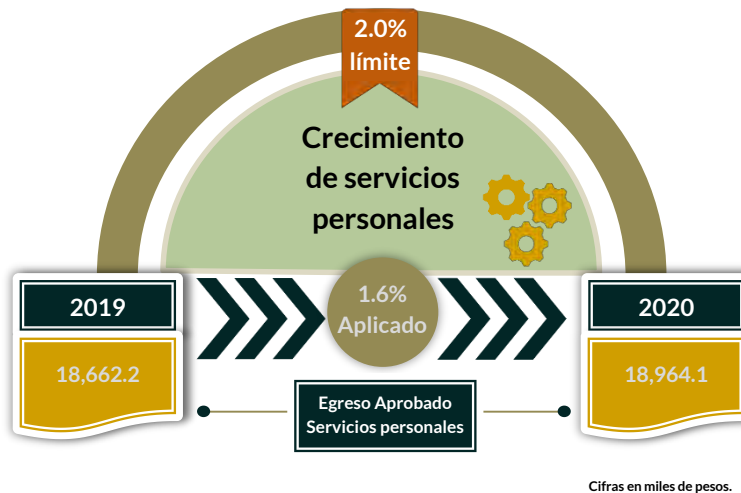 2.0%
límite
Crecimiento
de servicios
personales
2019
1.6%
Aplicado
2020
18,662.2
18,964.1
Egreso Aprobado
Servicios personales
Cifras en miles de pesos.